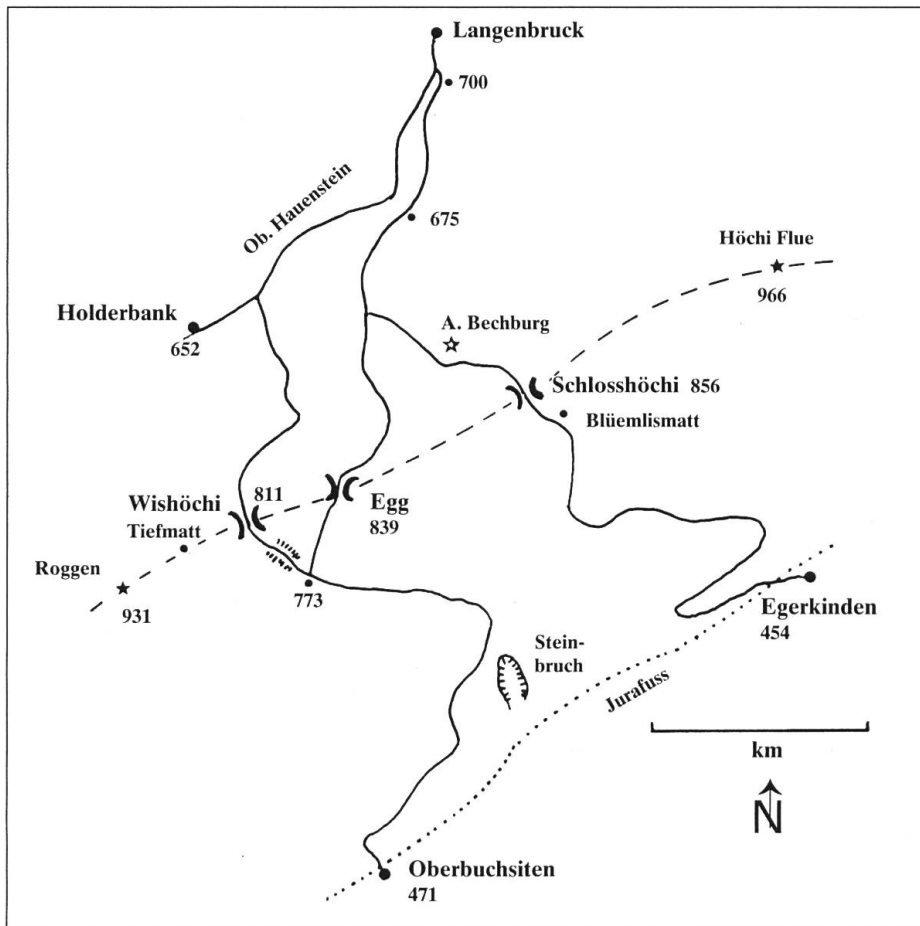 Langenbruck
700
Ob. Hauenstein
675
Höchi Flue
966
Holderbank
652
A. Bechburg
Schlosshöchi 856
Blüemlismatt
Wishöchi
811
Egg
839
Tiefmatt
Roggen
931
773
Egerkinden
454
Stein-
bruch
Jurafuss
km
N
Oberbuchsiten
471